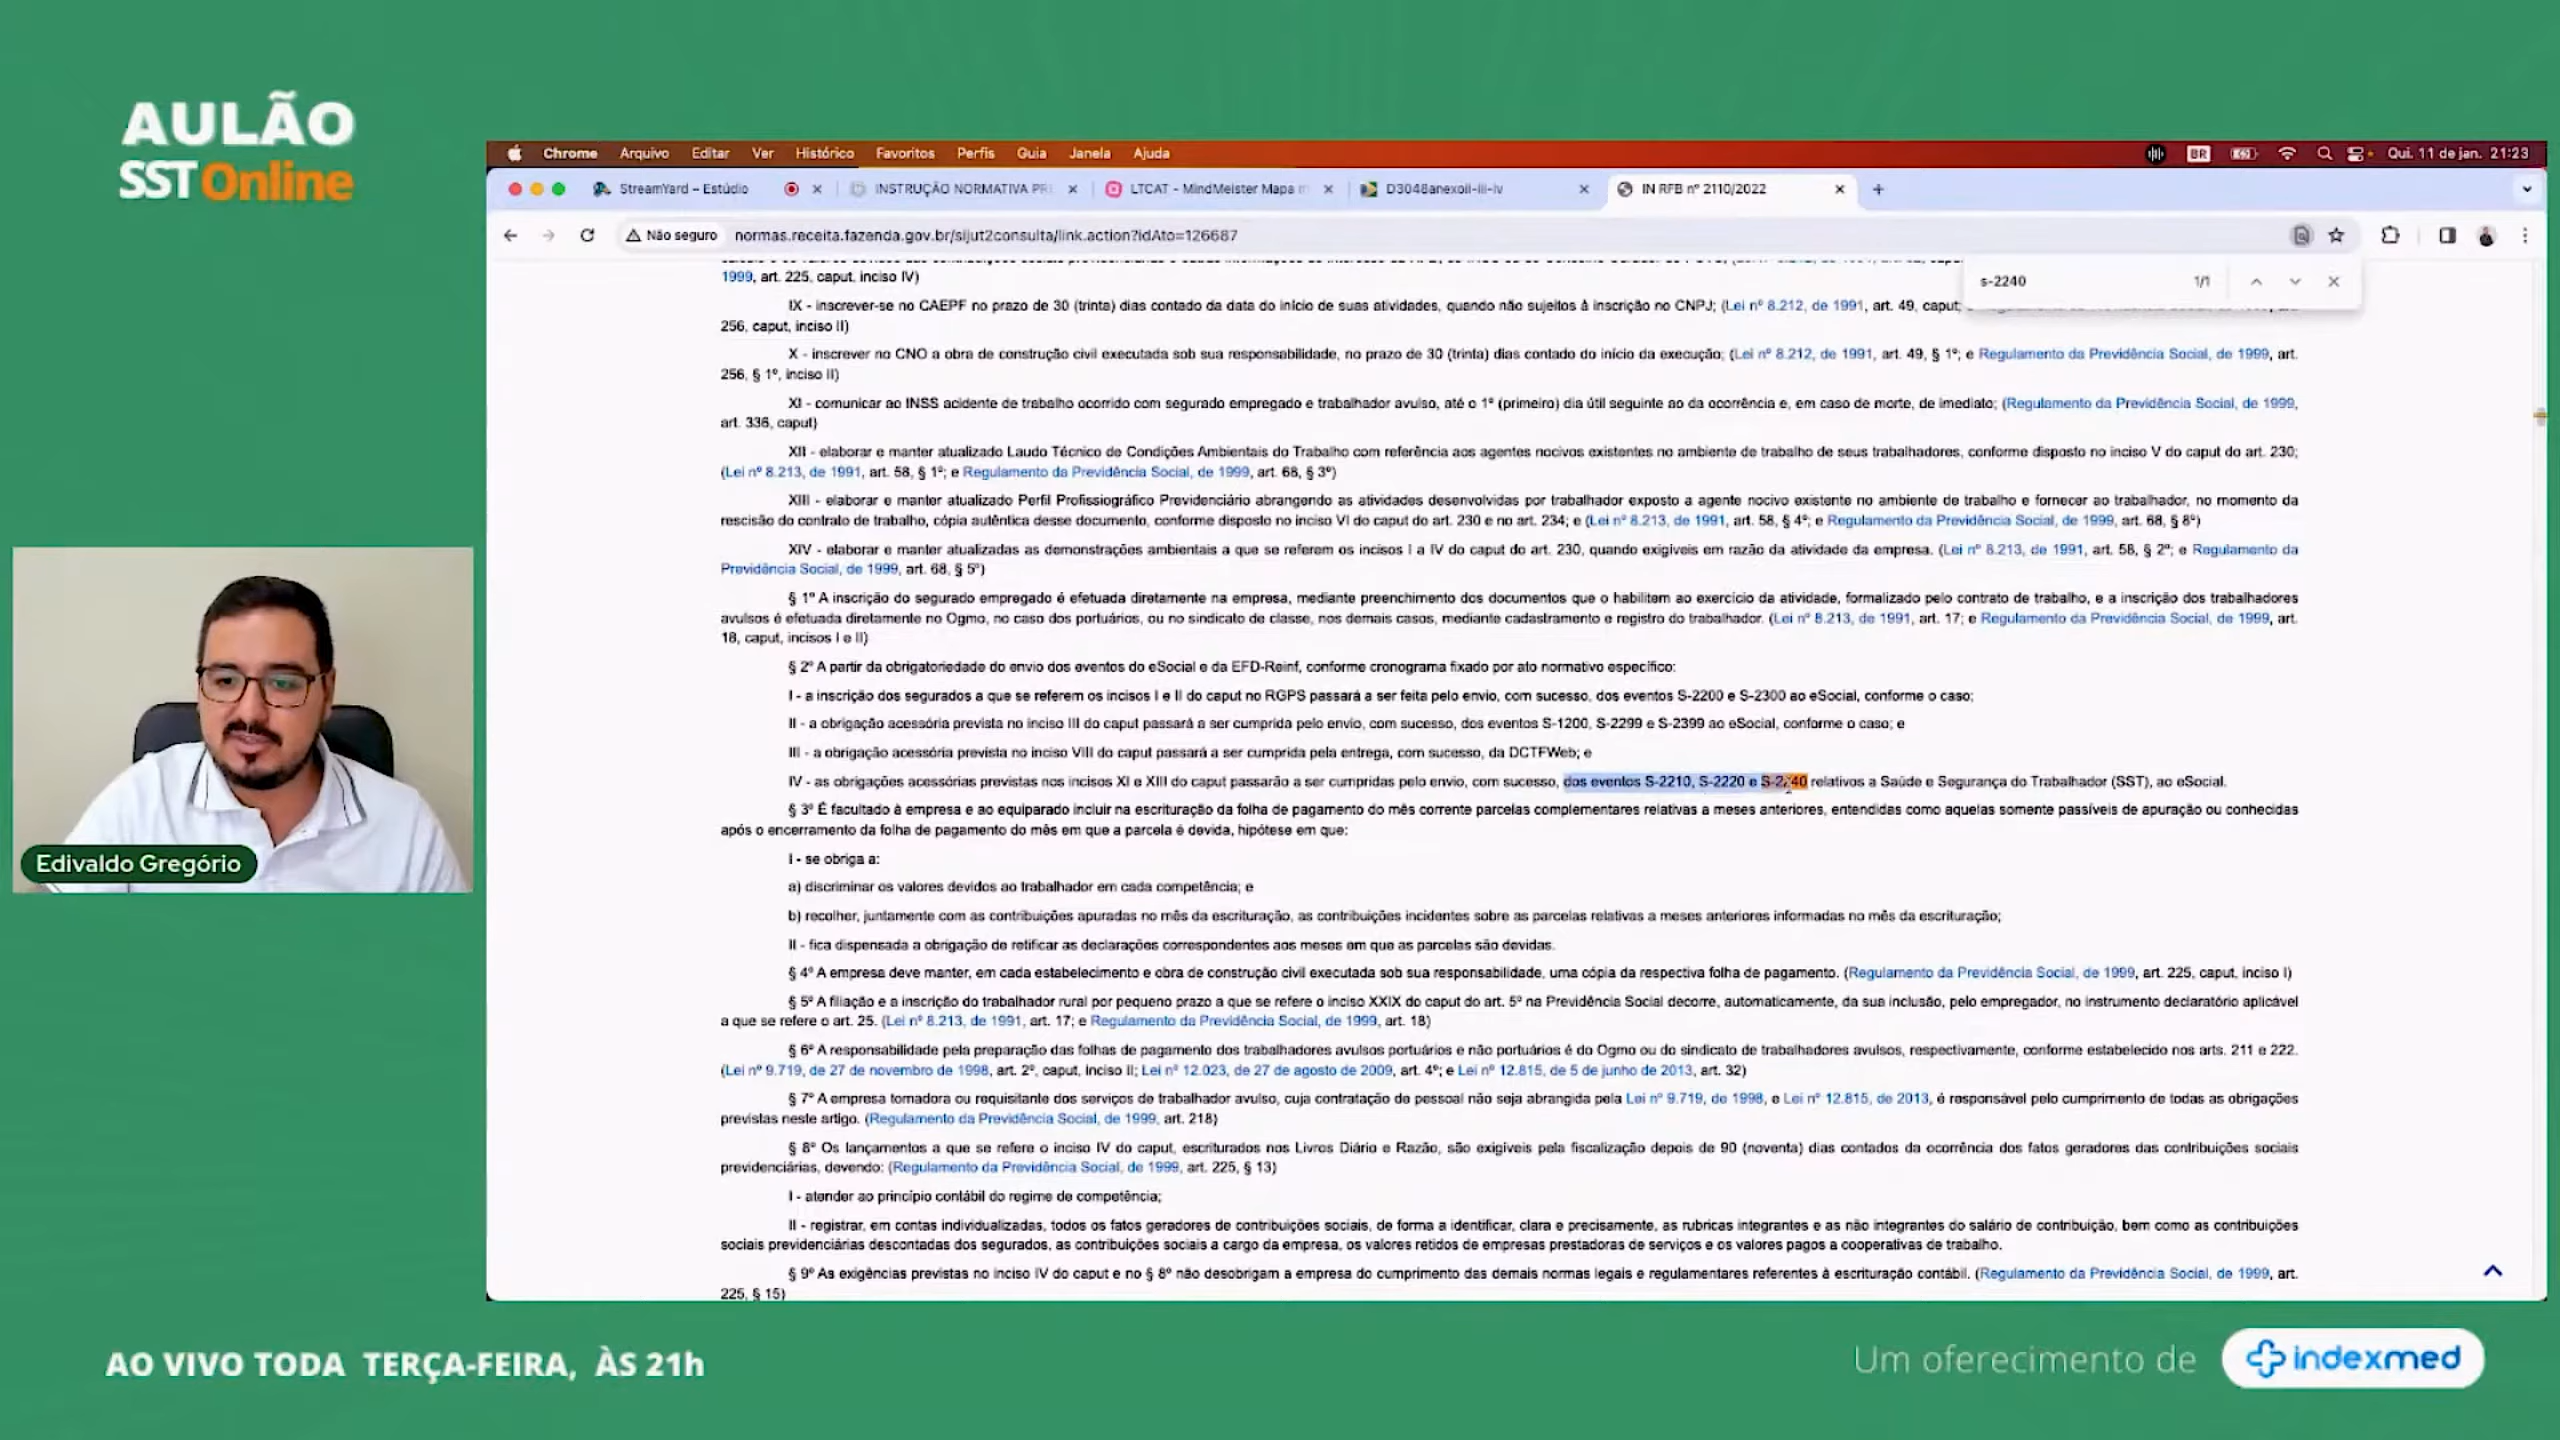 AULÃO
SST Online
Chrome Arquivo Editar Ver Histórico Favoritos Perfis Guia Janela Ajuda
BR Qui. 11 de jan. 21:23
StreamYard – Estúdio
INSTRUÇÃO NORMATIVA PR
LTCAT - MindMeister Mapa m
D3048anexoII-III-IV
IN RFB nº 2110/2022
Não seguro normas.receita.fazenda.gov.br/sijut2consulta/link.action?idAto=126687
s-2240 1/1
1999, art. 225, caput, inciso IV)
IX - inscrever-se no CAEPF no prazo de 30 (trinta) dias contado da data do início de suas atividades, quando não sujeitos à inscrição no CNPJ; (Lei nº 8.212, de 1991, art. 49, caput;
256, caput, inciso II)
X - inscrever no CNO a obra de construção civil executada sob sua responsabilidade, no prazo de 30 (trinta) dias contado do início da execução; (Lei nº 8.212, de 1991, art. 49, § 1º; e Regulamento da Previdência Social, de 1999, art.
256, § 1º, inciso II)
XI - comunicar ao INSS acidente de trabalho ocorrido com segurado empregado e trabalhador avulso, até o 1º (primeiro) dia útil seguinte ao da ocorrência e, em caso de morte, de imediato; (Regulamento da Previdência Social, de 1999,
art. 336, caput)
XII - elaborar e manter atualizado Laudo Técnico de Condições Ambientais do Trabalho com referência aos agentes nocivos existentes no ambiente de trabalho de seus trabalhadores, conforme disposto no inciso V do caput do art. 230;
(Lei nº 8.213, de 1991, art. 58, § 1º; e Regulamento da Previdência Social, de 1999, art. 68, § 3º)
XIII - elaborar e manter atualizado Perfil Profissiográfico Previdenciário abrangendo as atividades desenvolvidas por trabalhador exposto a agente nocivo existente no ambiente de trabalho e fornecer ao trabalhador, no momento da
rescisão do contrato de trabalho, cópia autêntica desse documento, conforme disposto no inciso VI do caput do art. 230 e no art. 234; e (Lei nº 8.213, de 1991, art. 58, § 4º; e Regulamento da Previdência Social, de 1999, art. 68, § 8º)
XIV - elaborar e manter atualizadas as demonstrações ambientais a que se referem os incisos I a IV do caput do art. 230, quando exigíveis em razão da atividade da empresa. (Lei nº 8.213, de 1991, art. 58, § 2º; e Regulamento da
Previdência Social, de 1999, art. 68, § 5º)
§ 1º A inscrição do segurado empregado é efetuada diretamente na empresa, mediante preenchimento dos documentos que o habilitem ao exercício da atividade, formalizado pelo contrato de trabalho, e a inscrição dos trabalhadores
avulsos é efetuada diretamente no Ogmo, no caso dos portuários, ou no sindicato de classe, nos demais casos, mediante cadastramento e registro do trabalhador. (Lei nº 8.213, de 1991, art. 17; e Regulamento da Previdência Social, de 1999, art.
18, caput, incisos I e II)
§ 2º A partir da obrigatoriedade do envio dos eventos do eSocial e da EFD-Reinf, conforme cronograma fixado por ato normativo específico:
I - a inscrição dos segurados a que se referem os incisos I e II do caput no RGPS passará a ser feita pelo envio, com sucesso, dos eventos S-2200 e S-2300 ao eSocial, conforme o caso;
II - a obrigação acessória prevista no inciso III do caput passará a ser cumprida pelo envio, com sucesso, dos eventos S-1200, S-2299 e S-2399 ao eSocial, conforme o caso; e
III - a obrigação acessória prevista no inciso VIII do caput passará a ser cumprida pela entrega, com sucesso, da DCTFWeb; e
IV - as obrigações acessórias previstas nos incisos XI e XIII do caput passarão a ser cumpridas pelo envio, com sucesso, dos eventos S-2210, S-2220 e S-2240 relativos a Saúde e Segurança do Trabalhador (SST), ao eSocial.
§ 3º É facultado à empresa e ao equiparado incluir na escrituração da folha de pagamento do mês corrente parcelas complementares relativas a meses anteriores, entendidas como aquelas somente passíveis de apuração ou conhecidas
após o encerramento da folha de pagamento do mês em que a parcela é devida, hipótese em que:
I - se obriga a:
a) discriminar os valores devidos ao trabalhador em cada competência; e
b) recolher, juntamente com as contribuições apuradas no mês da escrituração, as contribuições incidentes sobre as parcelas relativas a meses anteriores informadas no mês da escrituração;
II - fica dispensada a obrigação de retificar as declarações correspondentes aos meses em que as parcelas são devidas.
§ 4º A empresa deve manter, em cada estabelecimento e obra de construção civil executada sob sua responsabilidade, uma cópia da respectiva folha de pagamento. (Regulamento da Previdência Social, de 1999, art. 225, caput, inciso I)
§ 5º A filiação e a inscrição do trabalhador rural por pequeno prazo a que se refere o inciso XXIX do caput do art. 5º na Previdência Social decorre, automaticamente, da sua inclusão, pelo empregador, no instrumento declaratório aplicável
a que se refere o art. 25. (Lei nº 8.213, de 1991, art. 17; e Regulamento da Previdência Social, de 1999, art. 18)
§ 6º A responsabilidade pela preparação das folhas de pagamento dos trabalhadores avulsos portuários e não portuários é do Ogmo ou do sindicato de trabalhadores avulsos, respectivamente, conforme estabelecido nos arts. 211 e 222.
(Lei nº 9.719, de 27 de novembro de 1998, art. 2º, caput, inciso II; Lei nº 12.023, de 27 de agosto de 2009, art. 4º; e Lei nº 12.815, de 5 de junho de 2013, art. 32)
§ 7º A empresa tomadora ou requisitante dos serviços de trabalhador avulso, cuja contratação de pessoal não seja abrangida pela Lei nº 9.719, de 1998, e Lei nº 12.815, de 2013, é responsável pelo cumprimento de todas as obrigações
previstas neste artigo. (Regulamento da Previdência Social, de 1999, art. 218)
§ 8º Os lançamentos a que se refere o inciso IV do caput, escriturados nos Livros Diário e Razão, são exigíveis pela fiscalização depois de 90 (noventa) dias contados da ocorrência dos fatos geradores das contribuições sociais
previdenciárias, devendo: (Regulamento da Previdência Social, de 1999, art. 225, § 13)
I - atender ao princípio contábil do regime de competência;
II - registrar, em contas individualizadas, todos os fatos geradores de contribuições sociais, de forma a identificar, clara e precisamente, as rubricas integrantes e as não integrantes do salário de contribuição, bem como as contribuições
sociais previdenciárias descontadas dos segurados, as contribuições sociais a cargo da empresa, os valores retidos de empresas prestadoras de serviços e os valores pagos a cooperativas de trabalho.
§ 9º As exigências previstas no inciso IV do caput e no § 8º não desobrigam a empresa do cumprimento das demais normas legais e regulamentares referentes à escrituração contábil. (Regulamento da Previdência Social, de 1999, art.
225, § 15)
Edivaldo Gregório
AO VIVO TODA TERÇA-FEIRA, ÀS 21h
Um oferecimento de indexmed